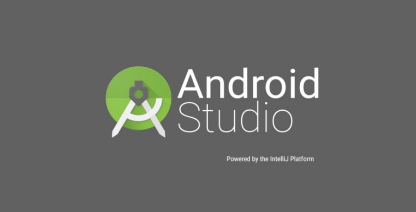 Android
Studio
Powered by the IntelliJ Platform